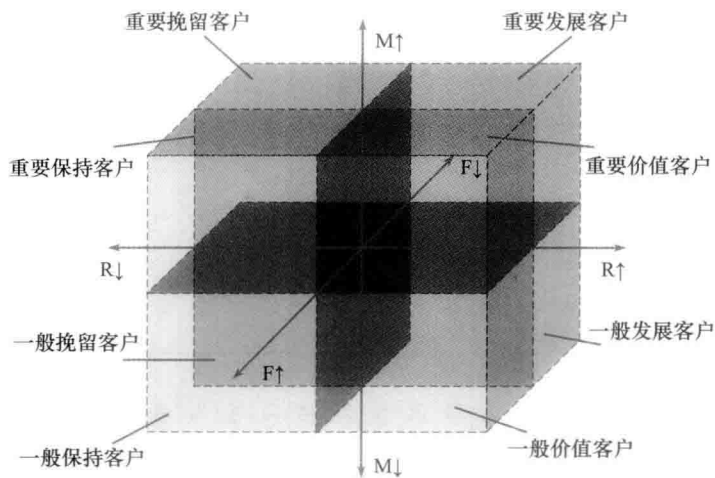 重要挽留客户
M↑
重要发展客户
重要保持客户
F↓
重要价值客户
R↓
R↑
一般挽留客户
一般发展客户
F↑
一般保持客户
M↓
一般价值客户